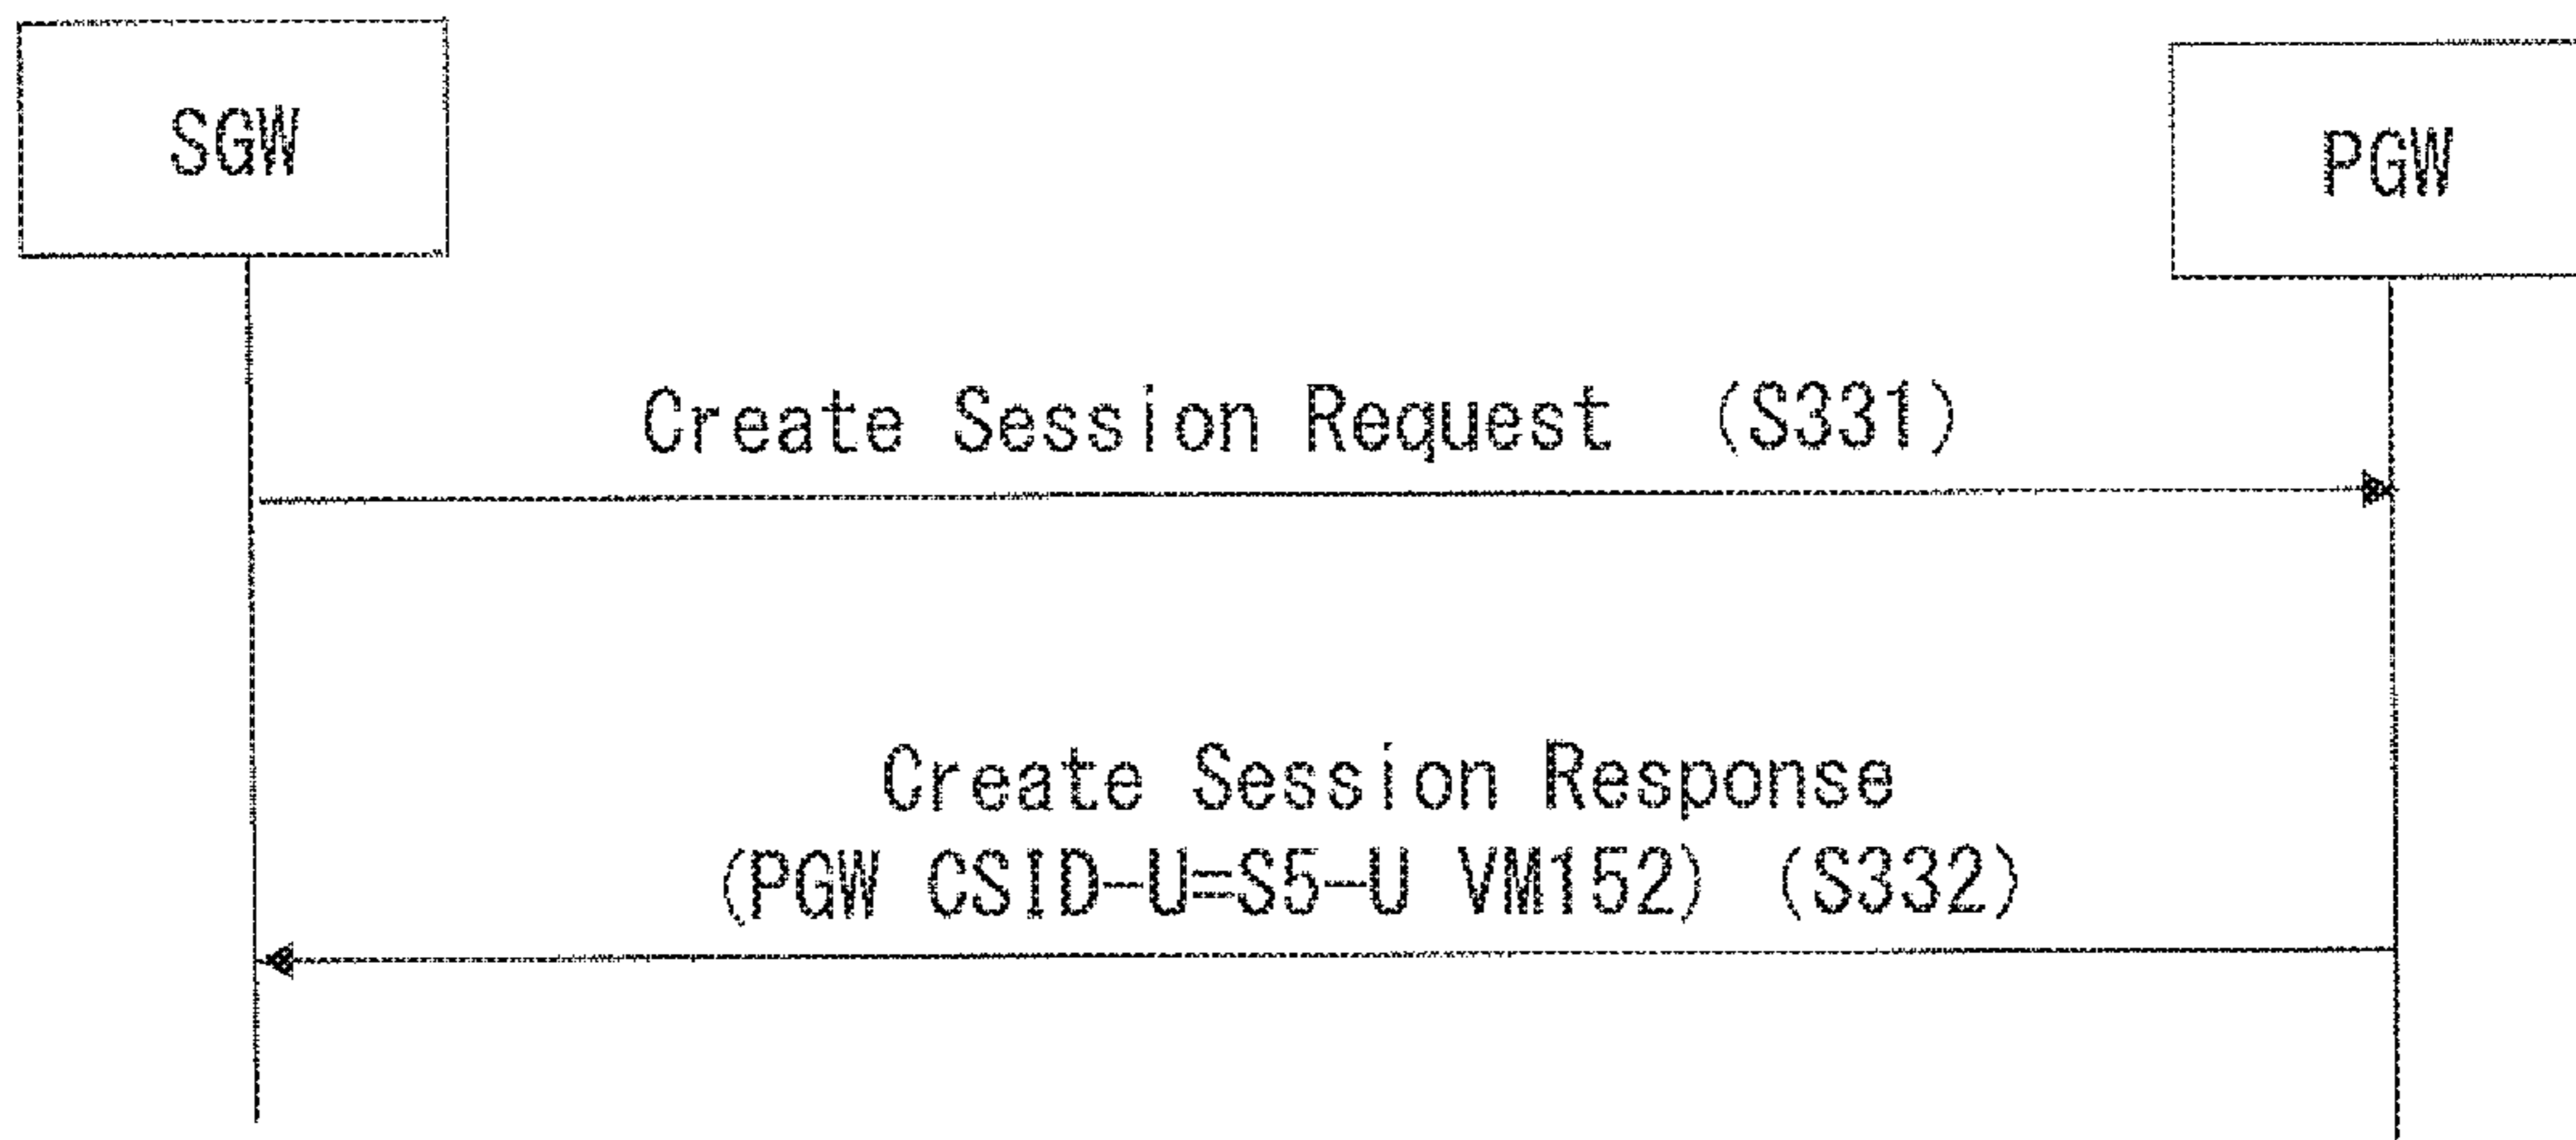 SGW
PGW
Create Session Request (S331)
Create Session Response
(PGW CSID-U=S5-U VM152) (S332)